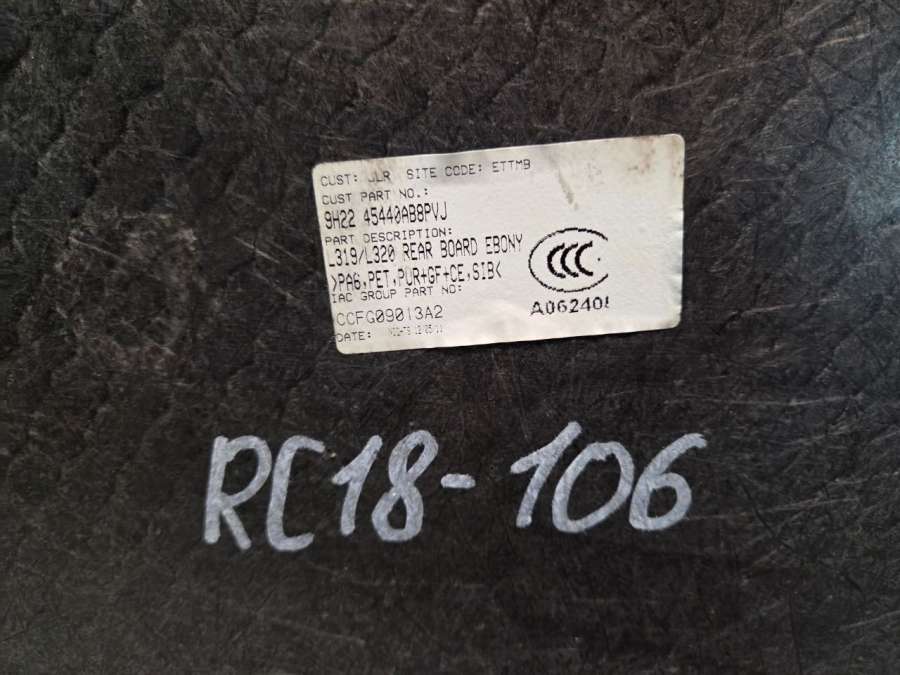 CUST: JLR SITE CODE: ETTMB
CUST PART NO.:
9H22 45440AB8PVJ
PART DESCRIPTION:
L319/L320 REAR BOARD EBONY
>PA6,PET,PUR+GF+CE,SIB<
IAC GROUP PART NO:
CCFG09013A2
DATE:
CCC
A062401
RC18-106